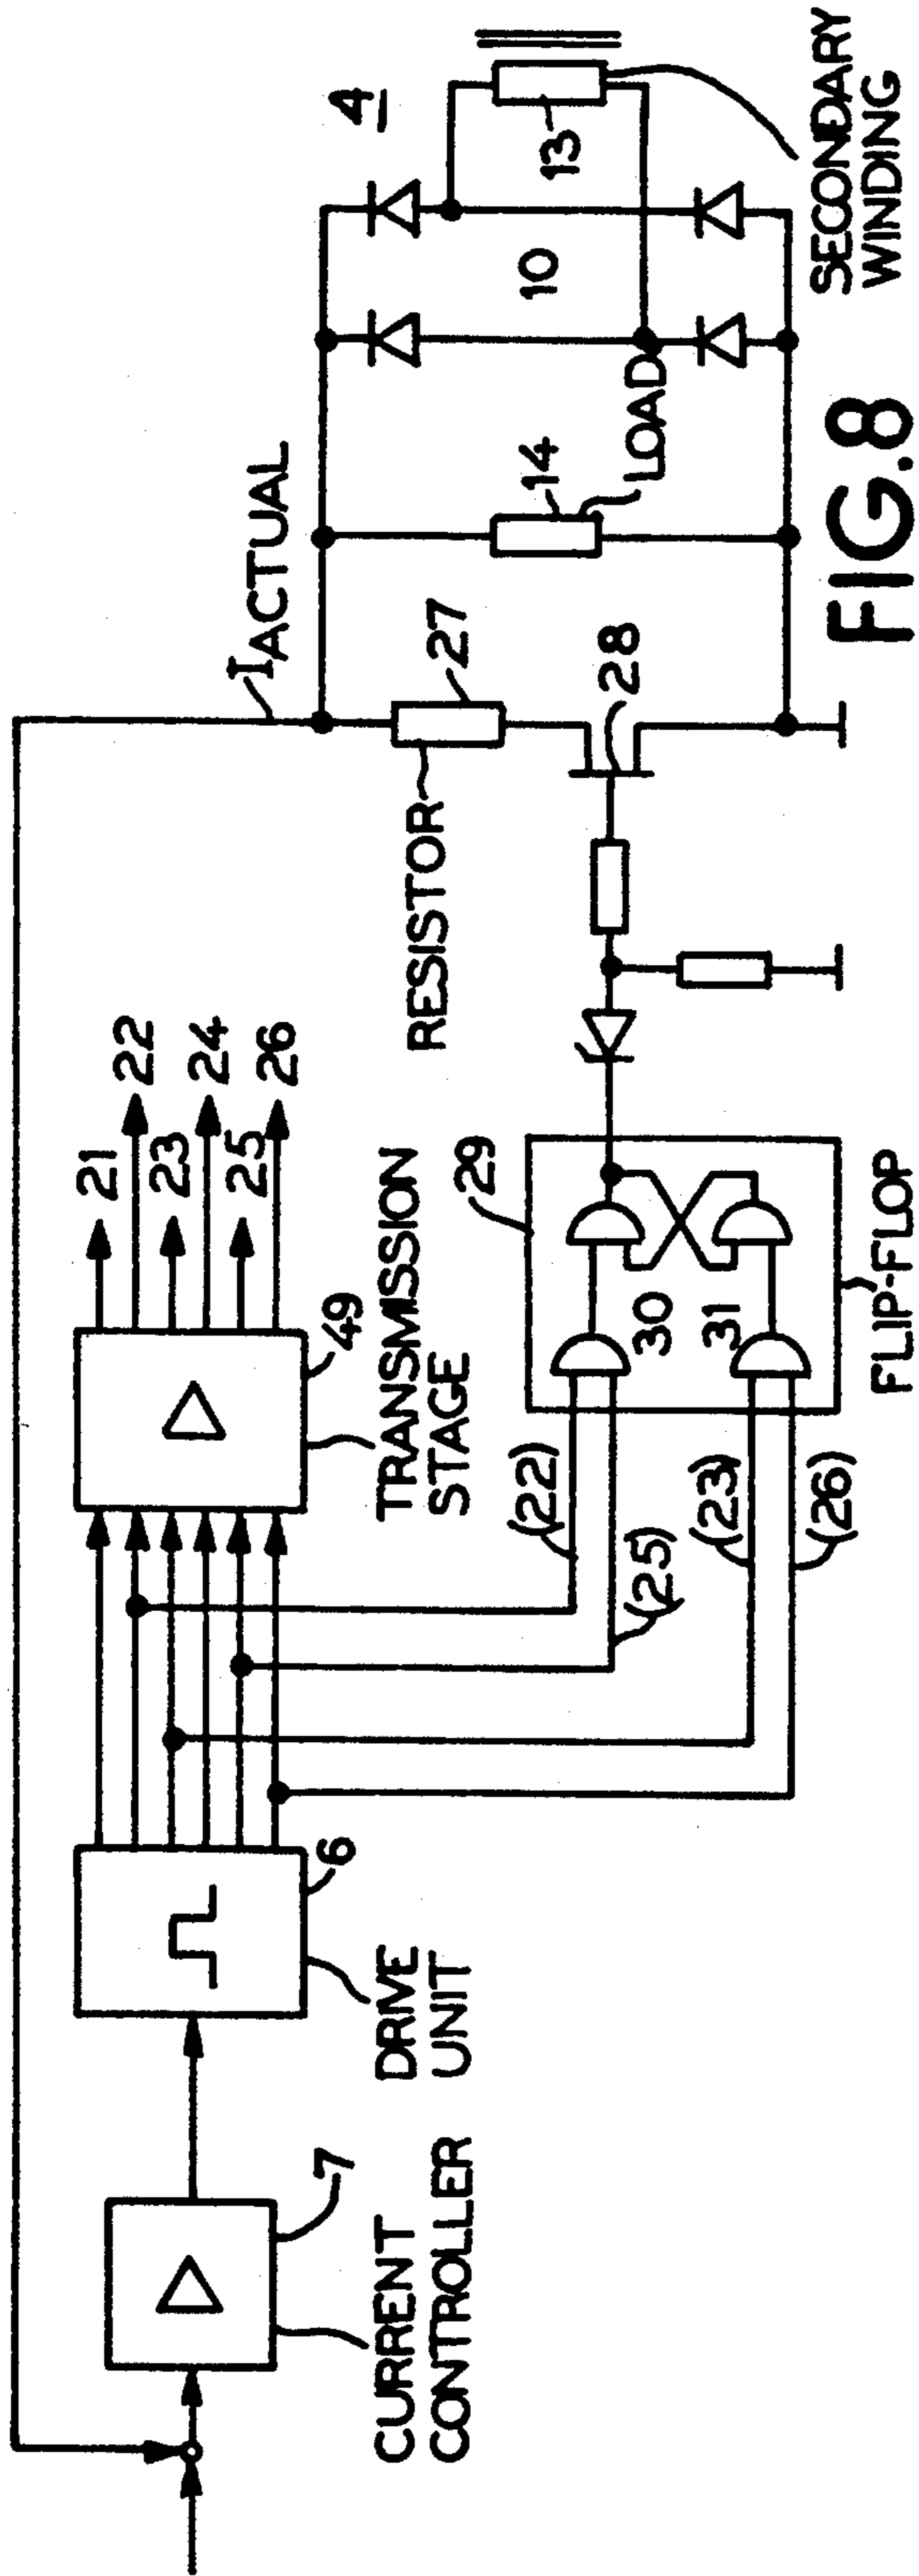 I ACTUAL
4
21
22
23
24
25
26
49
TRANSMISSION
STAGE
6
DRIVE
UNIT
7
CURRENT
CONTROLLER
RESISTOR
27
28
14
LOAD
10
13
SECONDARY
WINDING
29
30
31
(22)
(25)
(23)
(26)
FLIP-FLOP
FIG.8